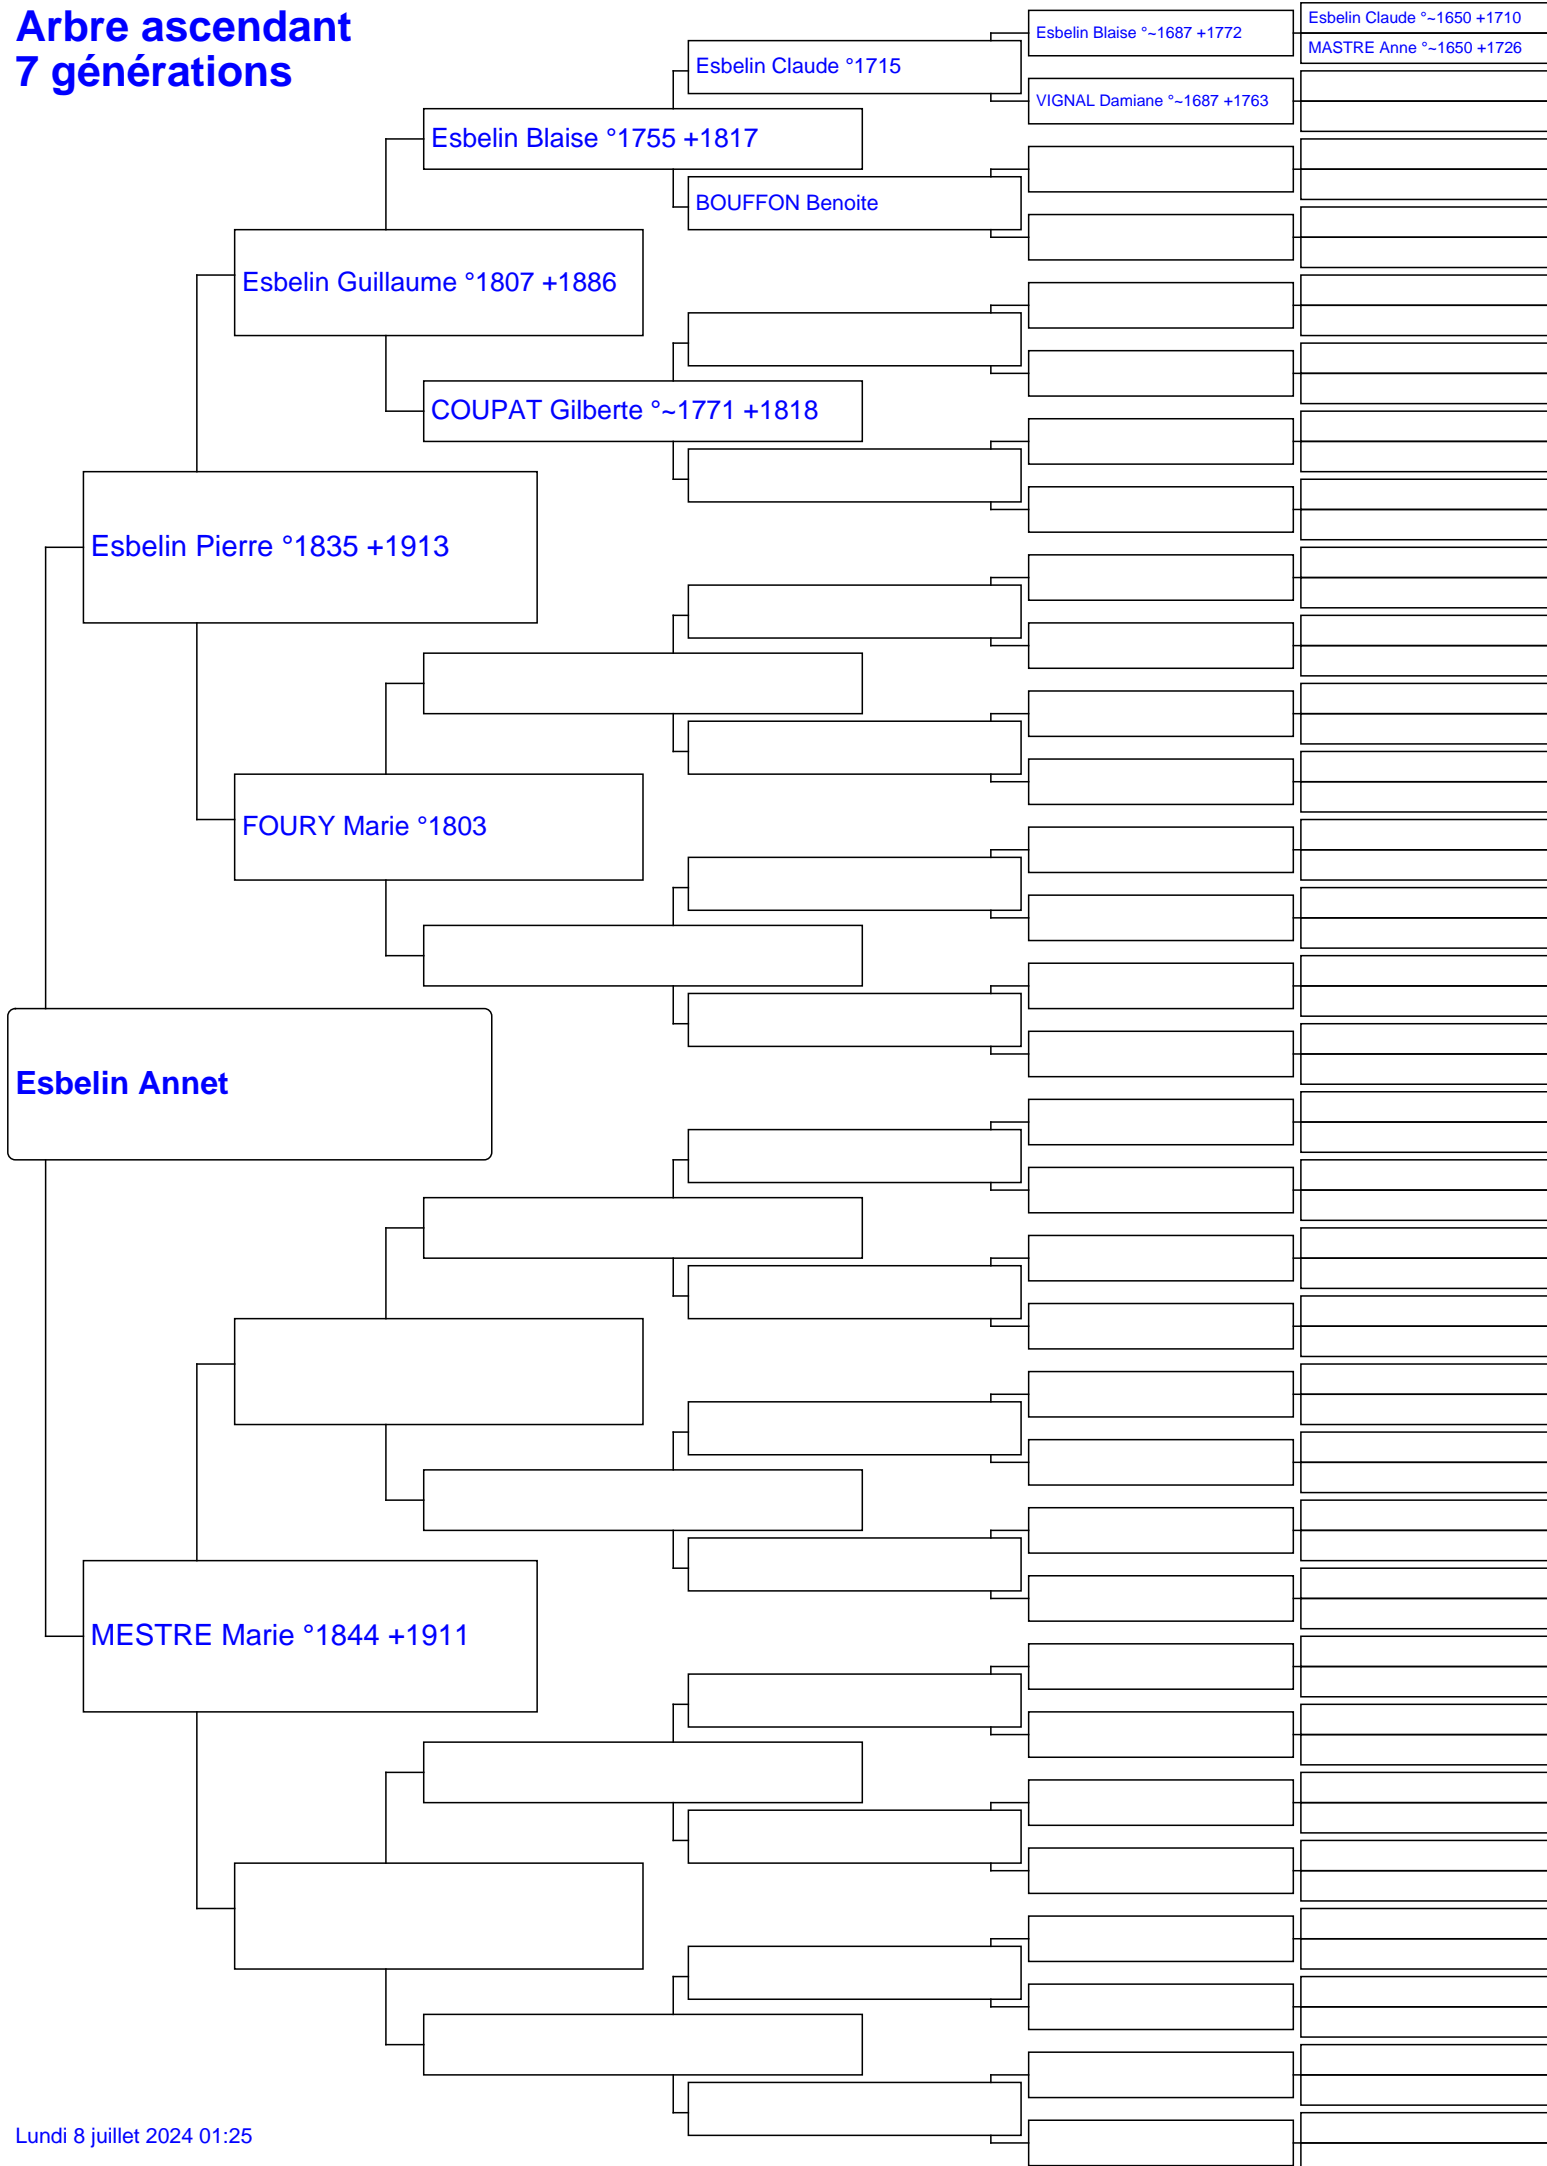 Arbre ascendant
7 générations
Esbelin Claude °~1650 +1710
Esbelin Blaise °~1687 +1772
MASTRE Anne °~1650 +1726
Esbelin Claude °1715
VIGNAL Damiane °~1687 +1763
Esbelin Blaise °1755 +1817
BOUFFON Benoite
Esbelin Guillaume °1807 +1886
COUPAT Gilberte °~1771 +1818
Esbelin Pierre °1835 +1913
FOURY Marie °1803
Esbelin Annet
MESTRE Marie °1844 +1911
Lundi 8 juillet 2024 01:25